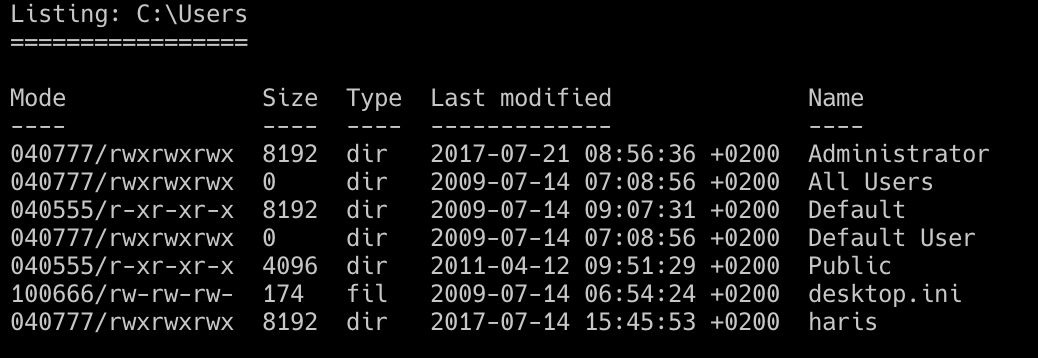 Listing: C:\Users
=================
Mode              Size  Type  Last modified              Name
----              ----  ----  -------------              ----
040777/rwxrwxrwx  8192  dir   2017-07-21 08:56:36 +0200  Administrator
040777/rwxrwxrwx  0     dir   2009-07-14 07:08:56 +0200  All Users
040555/r-xr-xr-x  8192  dir   2009-07-14 09:07:31 +0200  Default
040777/rwxrwxrwx  0     dir   2009-07-14 07:08:56 +0200  Default User
040555/r-xr-xr-x  4096  dir   2011-04-12 09:51:29 +0200  Public
100666/rw-rw-rw-  174   fil   2009-07-14 06:54:24 +0200  desktop.ini
040777/rwxrwxrwx  8192  dir   2017-07-14 15:45:53 +0200  haris